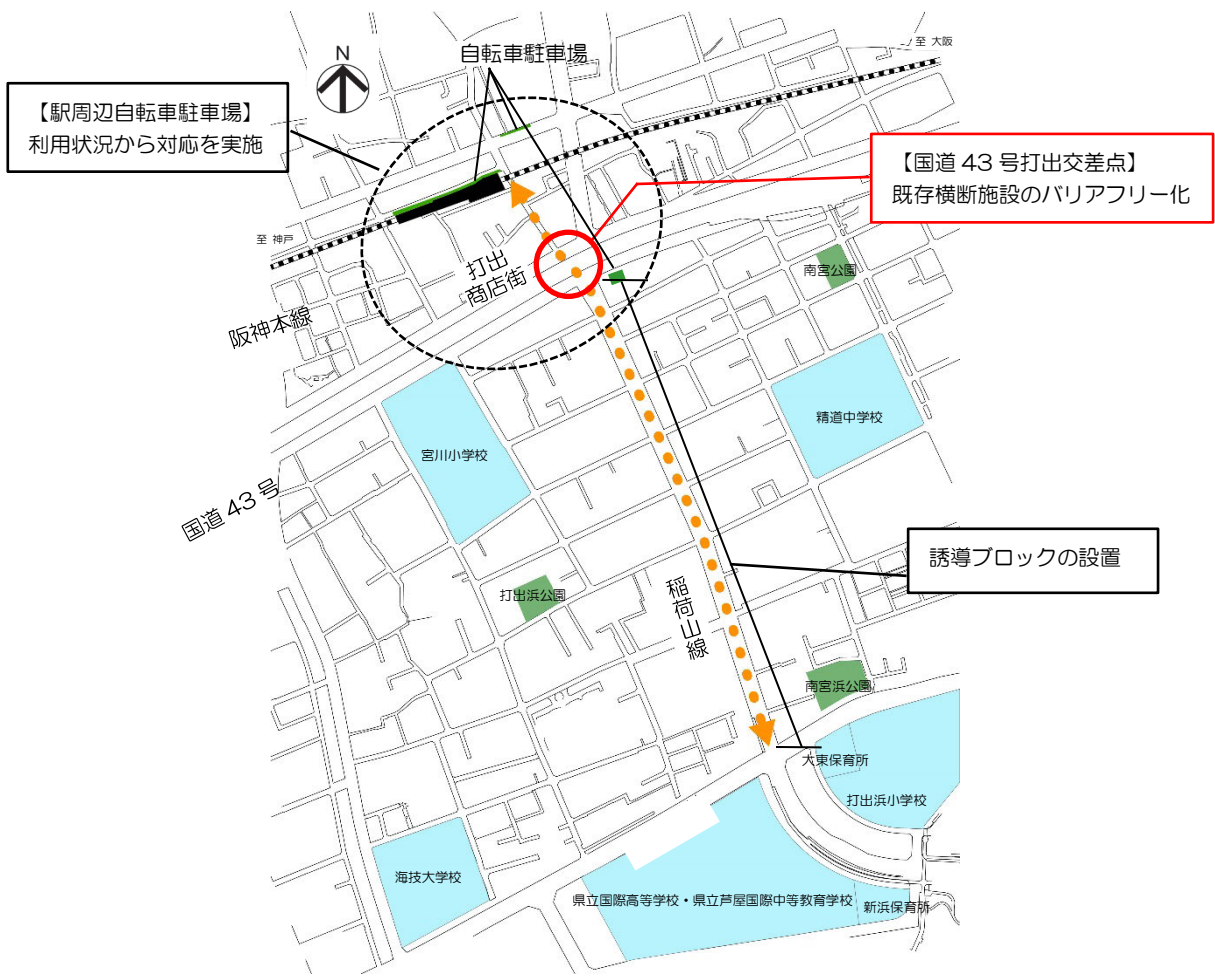 N
自転車駐車場
至 大阪
【駅周辺自転車駐車場】
利用状況から対応を実施
【国道 43 号打出交差点】
既存横断施設のバリアフリー化
至 神戸
打出
商店街
南宮公園
阪神本線
精道中学校
宮川小学校
国道 43 号
誘導ブロックの設置
打出浜公園
稲荷山線
南宮浜公園
大東保育所
打出浜小学校
海技大学校
県立国際高等学校・県立芦屋国際中等教育学校
新浜保育所